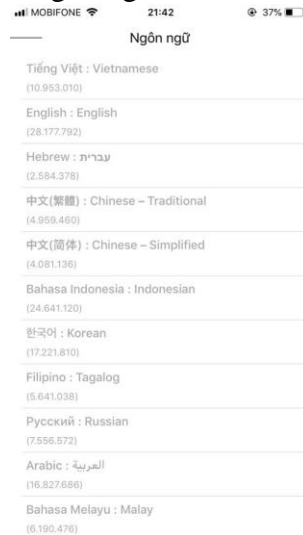 MOBIFONE 21:42 37%
Ngôn ngữ
Tiếng Việt : Vietnamese
(10.953.010)
English : English
(28.177.792)
Hebrew : עברית
(2.584.378)
中文(繁體) : Chinese – Traditional
(4.959.460)
中文(简体) : Chinese – Simplified
(4.081.136)
Bahasa Indonesia : Indonesian
(24.641.120)
한국어 : Korean
(17.221.810)
Filipino : Tagalog
(5.641.038)
Русский : Russian
(7.556.572)
Arabic : العربية
(16.827.686)
Bahasa Melayu : Malay
(6.190.476)